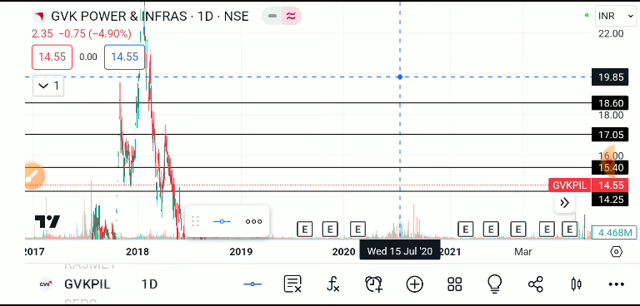 GVK POWER & INFRAS · 1D · NSE
INR
2.35 −0.75 (−4.90%)
22.00
14.55 0.00 14.55
19.85
1
18.60
18.00
17.05
16.00
15.40
GVKPIL 14.55
14.25
E E E E E E E E
4.468M
2017 2018 2019 2020 Wed 15 Jul '20 2021 Mar
GVKPIL 1D